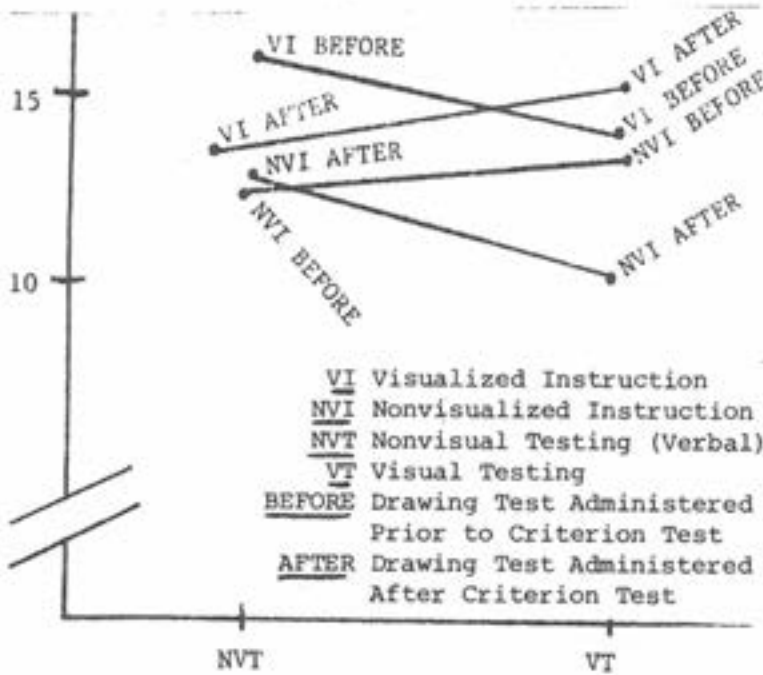 VI BEFORE
VI AFTER
15
VI AFTER
VI BEFORE
NVI AFTER
NVI BEFORE
NVI BEFORE
NVI AFTER
10
VI Visualized Instruction
NVI Nonvisualized Instruction
NVT Nonvisual Testing (Verbal)
VT Visual Testing
BEFORE Drawing Test Administered
Prior to Criterion Test
AFTER Drawing Test Administered
After Criterion Test
NVT
VT